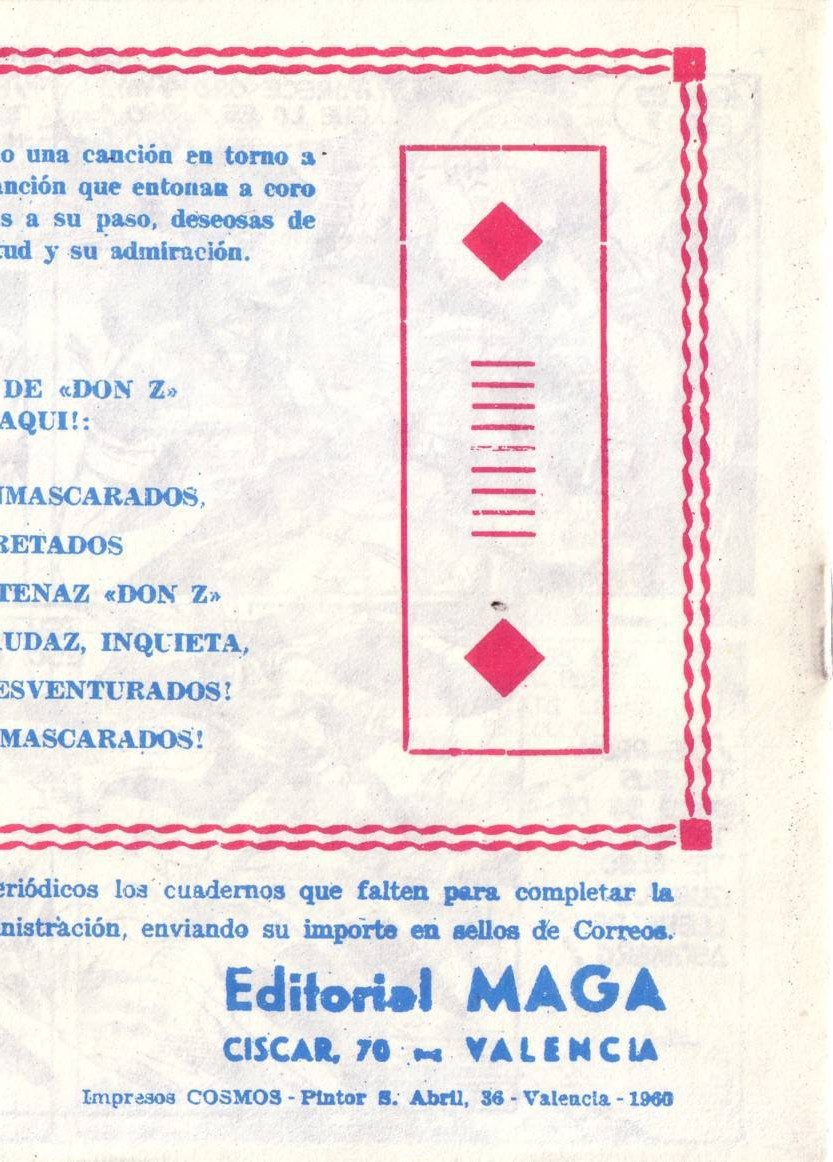 o una canción en torno a
nción que entonan a coro
s a su paso, deseosas de
tud y su admiración.
DE «DON Z»
AQUI!:
NMASCARADOS,
RETADOS
TENAZ «DON Z»
UDAZ, INQUIETA,
ESVENTURADOS!
MASCARADOS!
eriódicos los cuadernos que falten para completar la
nistración, enviando su importe en sellos de Correos.
Editorial MAGA
CISCAR, 70 - VALENCIA
Impresos COSMOS - Pintor S. Abril, 36 - Valencia - 1960